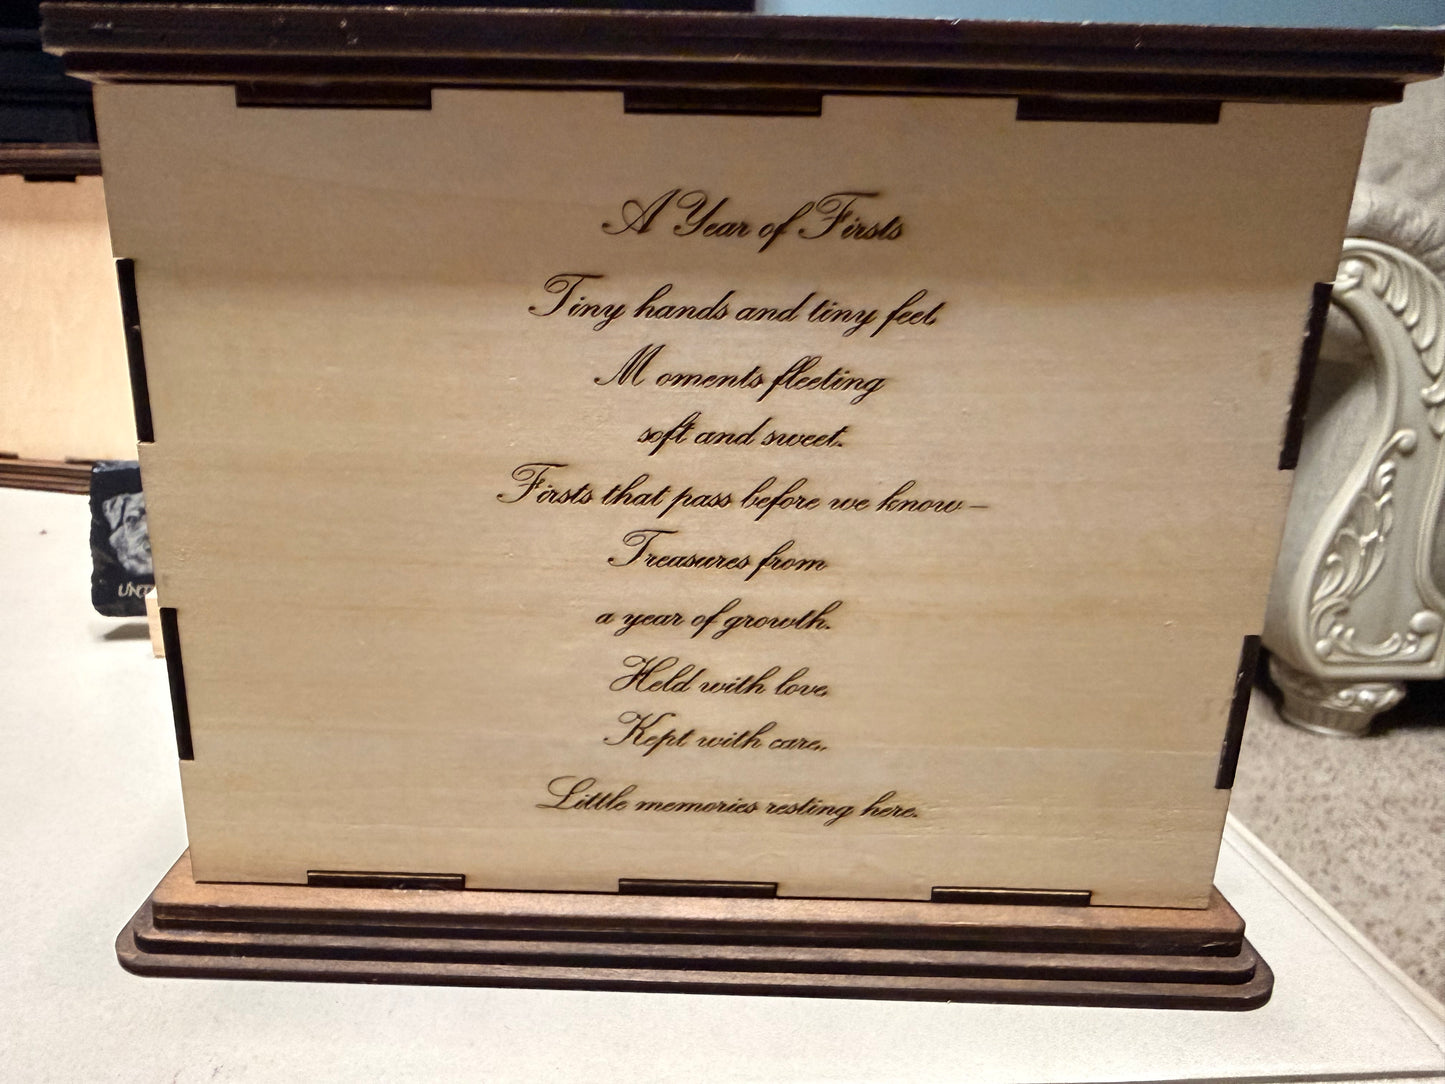 A Year of Firsts
Tiny hands and tiny feet,
Moments fleeting
soft and sweet.
Firsts that pass before we know—
Treasures from
a year of growth.
Held with love,
Kept with care,
Little memories resting here.